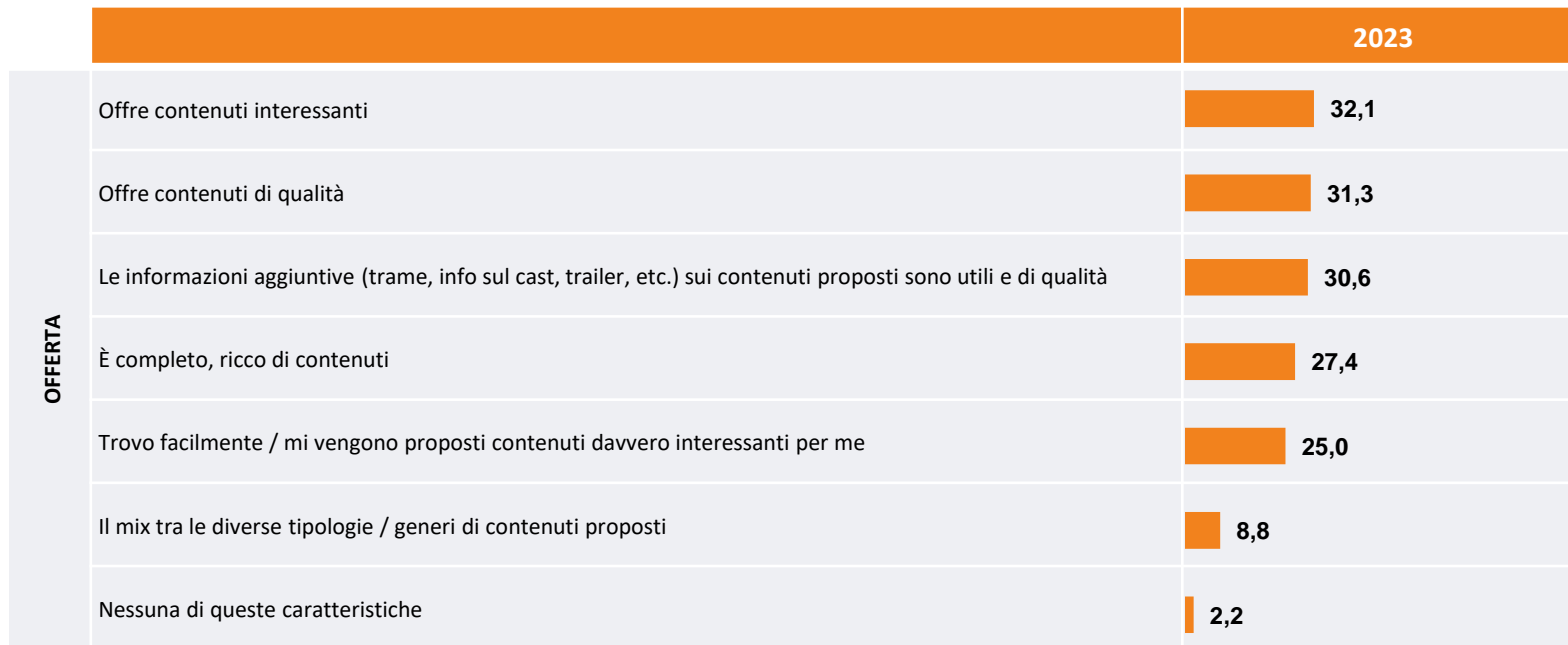 2023
OFFERTA
Offre contenuti interessanti
32,1
Offre contenuti di qualità
31,3
Le informazioni aggiuntive (trame, info sul cast, trailer, etc.) sui contenuti proposti sono utili e di qualità
30,6
È completo, ricco di contenuti
27,4
Trovo facilmente / mi vengono proposti contenuti davvero interessanti per me
25,0
Il mix tra le diverse tipologie / generi di contenuti proposti
8,8
Nessuna di queste caratteristiche
2,2